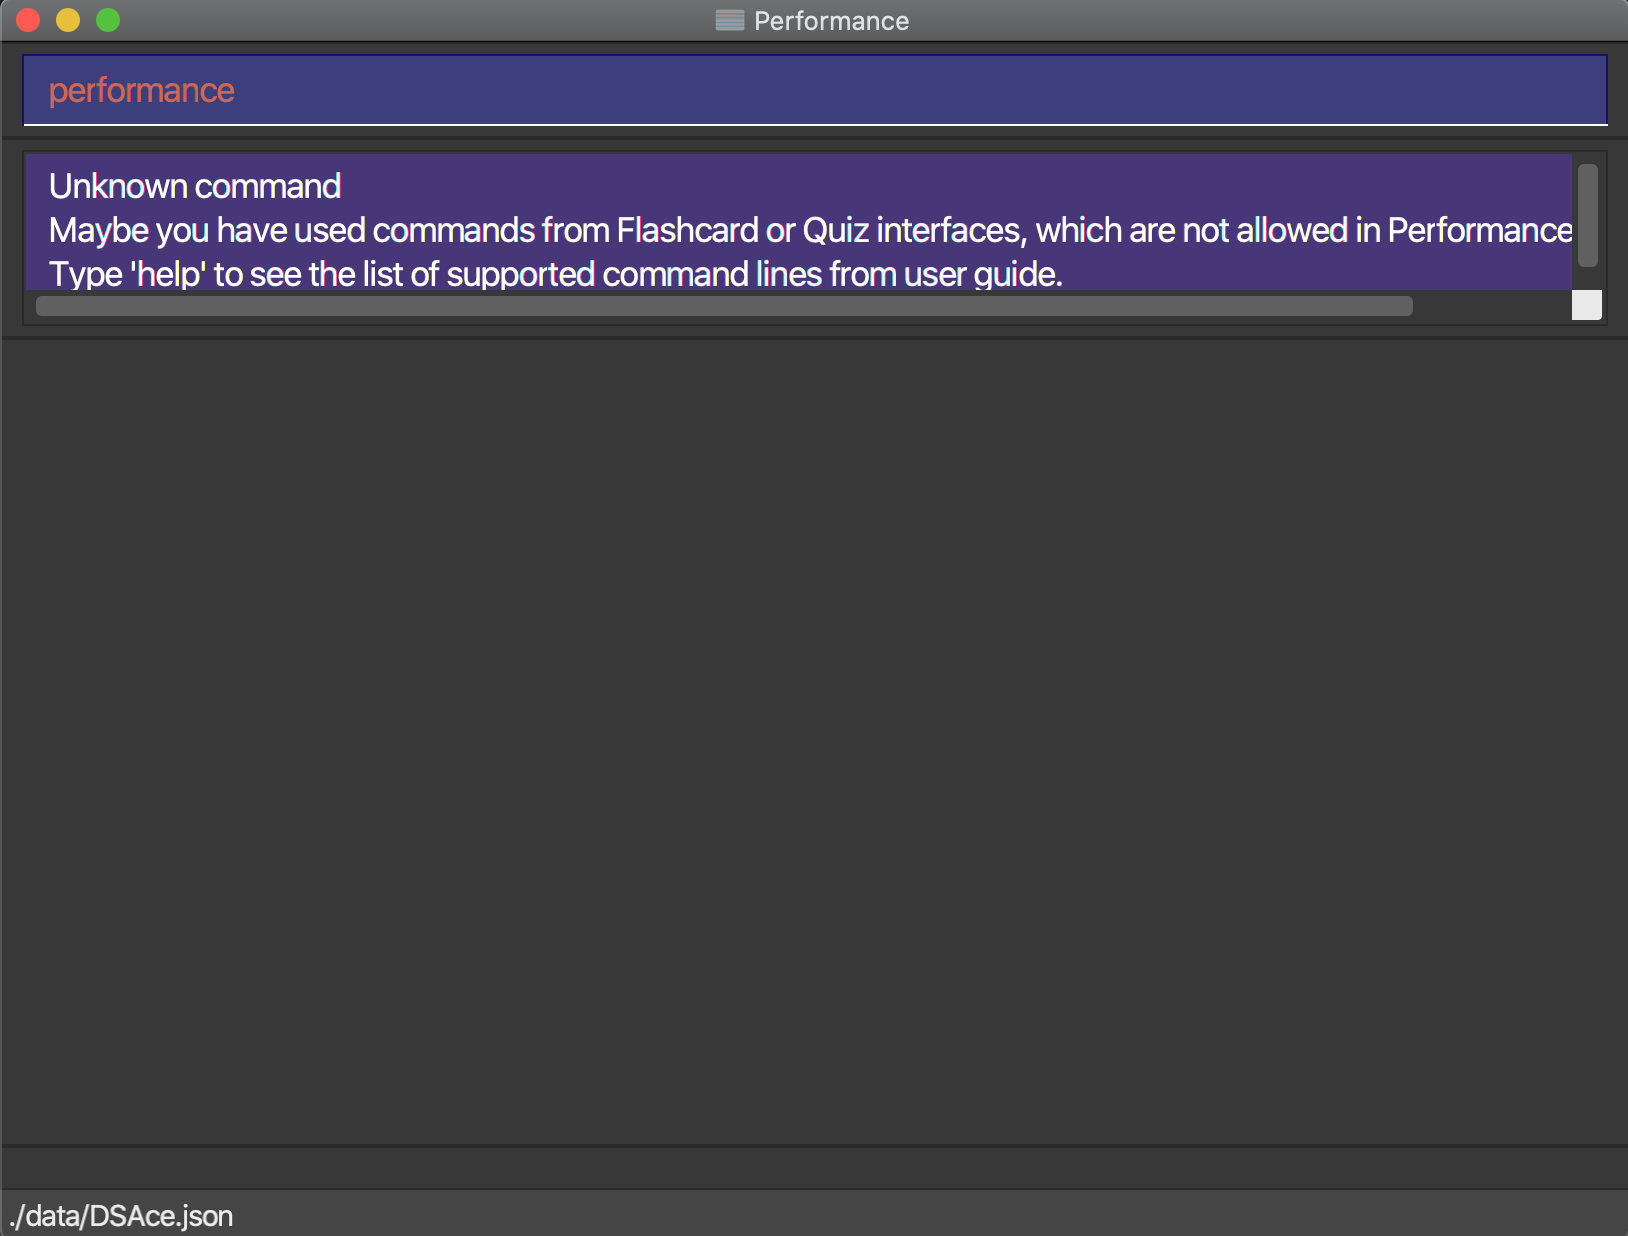 Performance
performance
Unknown command
Maybe you have used commands from Flashcard or Quiz interfaces, which are not allowed in Performance
Type 'help' to see the list of supported command lines from user guide.
./data/DSAce.json